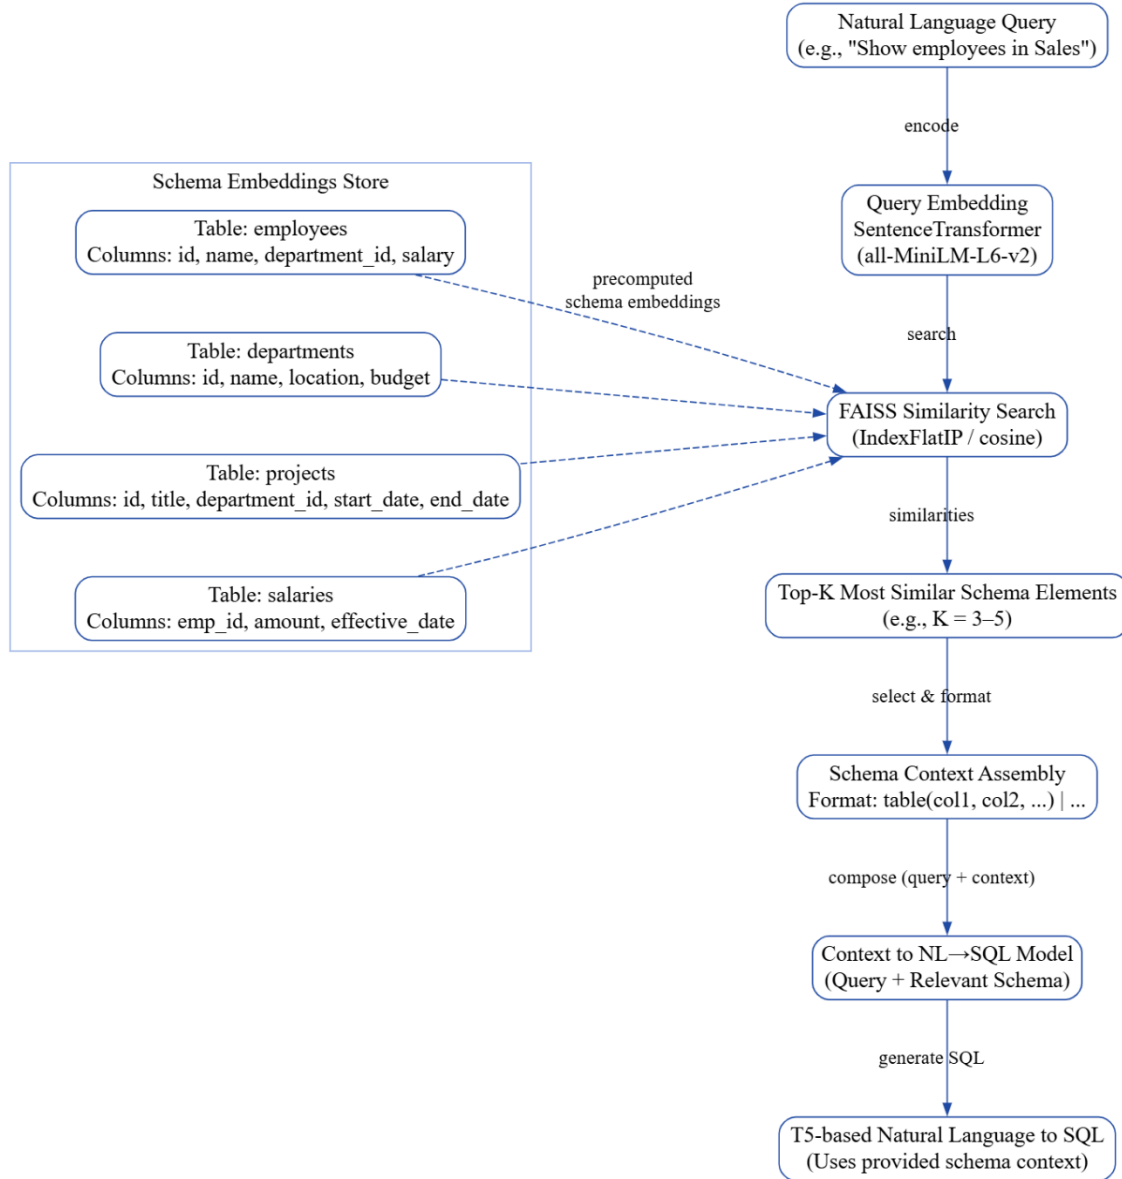 Natural Language Query
(e.g., "Show employees in Sales")
encode
Schema Embeddings Store
Table: employees
Columns: id, name, department_id, salary
Table: departments
Columns: id, name, location, budget
Table: projects
Columns: id, title, department_id, start_date, end_date
Table: salaries
Columns: emp_id, amount, effective_date
precomputed
schema embeddings
Query Embedding
SentenceTransformer
(all-MiniLM-L6-v2)
search
FAISS Similarity Search
(IndexFlatIP / cosine)
similarities
Top-K Most Similar Schema Elements
(e.g., K = 3–5)
select & format
Schema Context Assembly
Format: table(col1, col2, ...) | ...
compose (query + context)
Context to NL→SQL Model
(Query + Relevant Schema)
generate SQL
T5-based Natural Language to SQL
(Uses provided schema context)